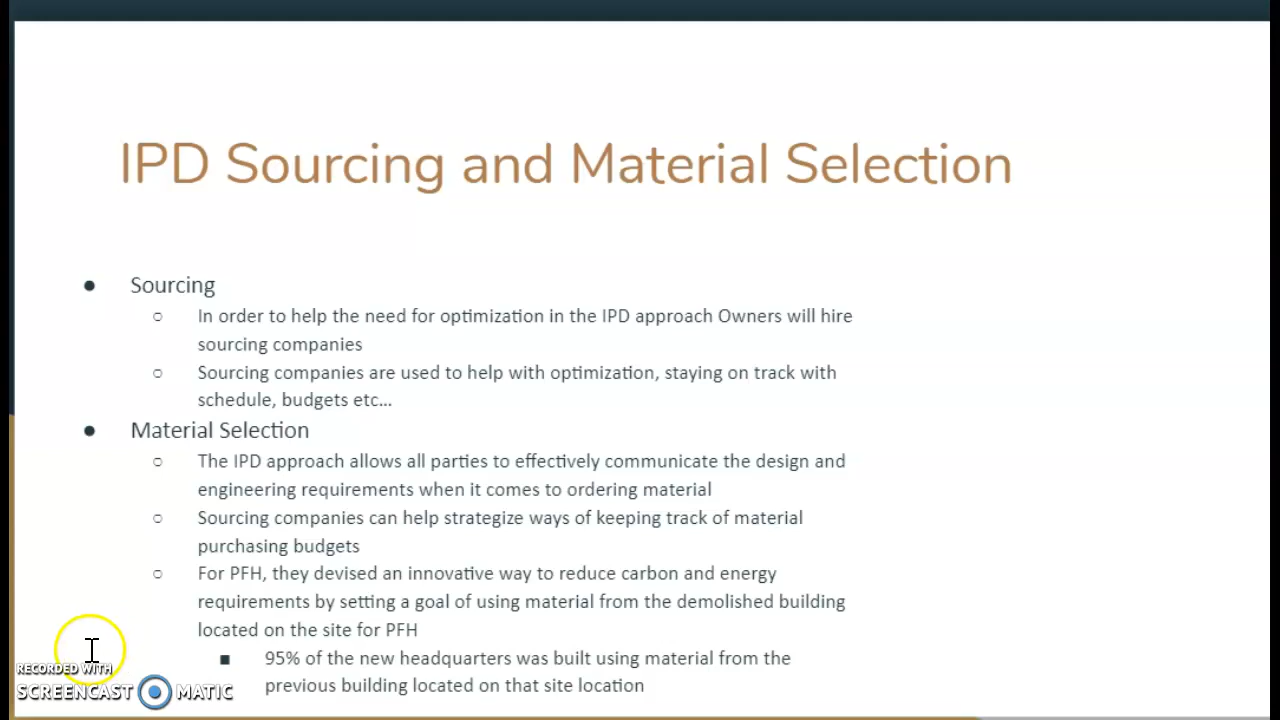 IPD Sourcing and Material Selection
● Sourcing
○ In order to help the need for optimization in the IPD approach Owners will hire
sourcing companies
○ Sourcing companies are used to help with optimization, staying on track with
schedule, budgets etc...
● Material Selection
○ The IPD approach allows all parties to effectively communicate the design and
engineering requirements when it comes to ordering material
○ Sourcing companies can help strategize ways of keeping track of material
purchasing budgets
○ For PFH, they devised an innovative way to reduce carbon and energy
requirements by setting a goal of using material from the demolished building
located on the site for PFH
■ 95% of the new headquarters was built using material from the
previous building located on that site location
RECORDED WITH
SCREENCAST MATIC